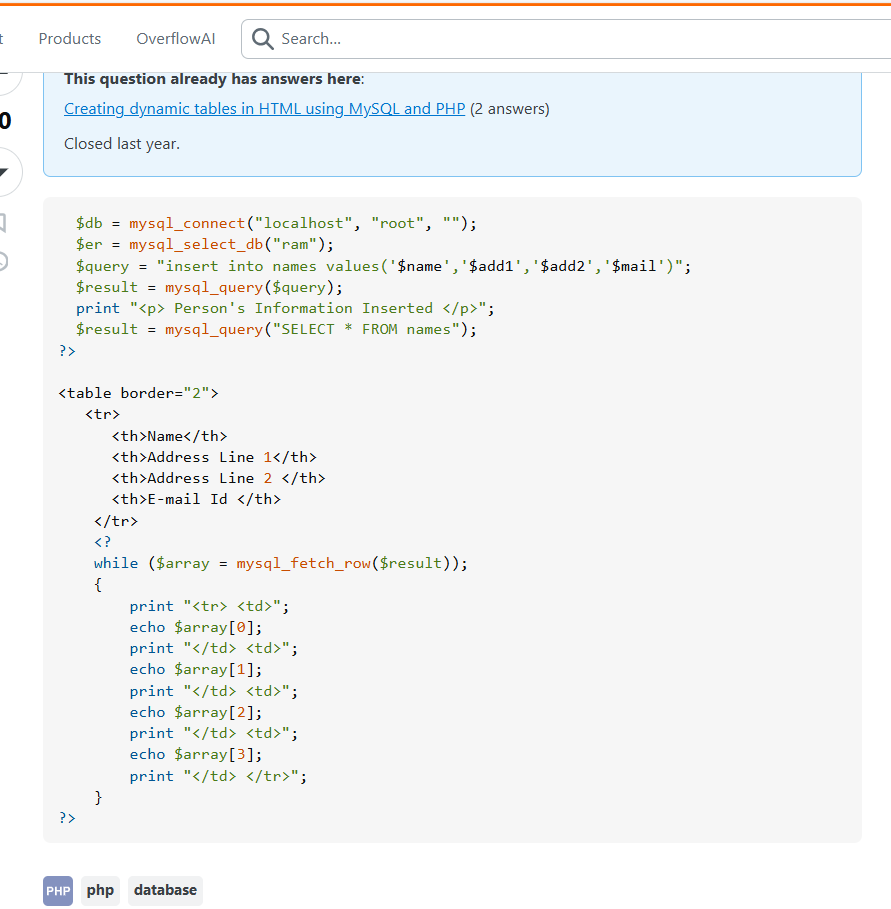 t Products OverflowAI Search...
This question already has answers here:
Creating dynamic tables in HTML using MySQL and PHP (2 answers)
0
Closed last year.
$db = mysql_connect("localhost", "root", "");
$er = mysql_select_db("ram");
$query = "insert into names values('$name','$add1','$add2','$mail')";
$result = mysql_query($query);
print "<p> Person's Information Inserted </p>";
$result = mysql_query("SELECT * FROM names");
?>
<table border="2">
<tr>
<th>Name</th>
<th>Address Line 1</th>
<th>Address Line 2 </th>
<th>E-mail Id </th>
</tr>
<?
while ($array = mysql_fetch_row($result));
{
print "<tr> <td>";
echo $array[0];
print "</td> <td>";
echo $array[1];
print "</td> <td>";
echo $array[2];
print "</td> <td>";
echo $array[3];
print "</td> </tr>";
}
?>
PHP php database